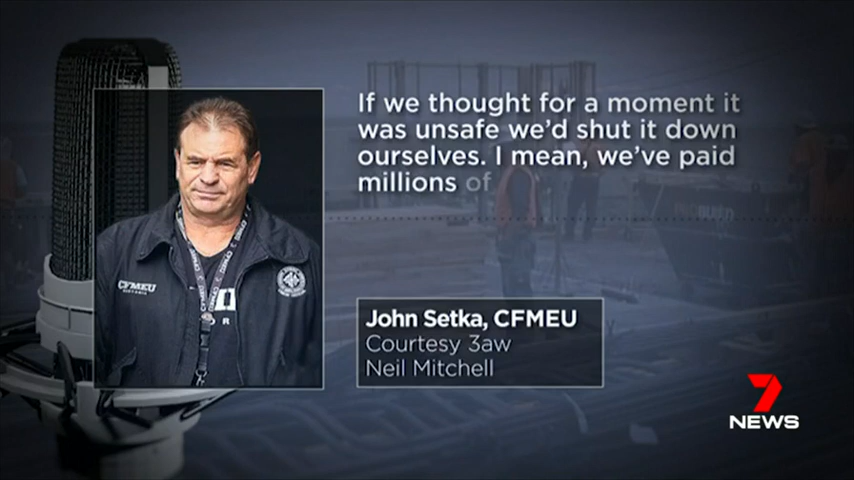 If we thought for a moment it
was unsafe we'd shut it down
ourselves. I mean, we've paid
millions of
CFMEU
John Setka, CFMEU
Courtesy 3aw
Neil Mitchell
7
NEWS